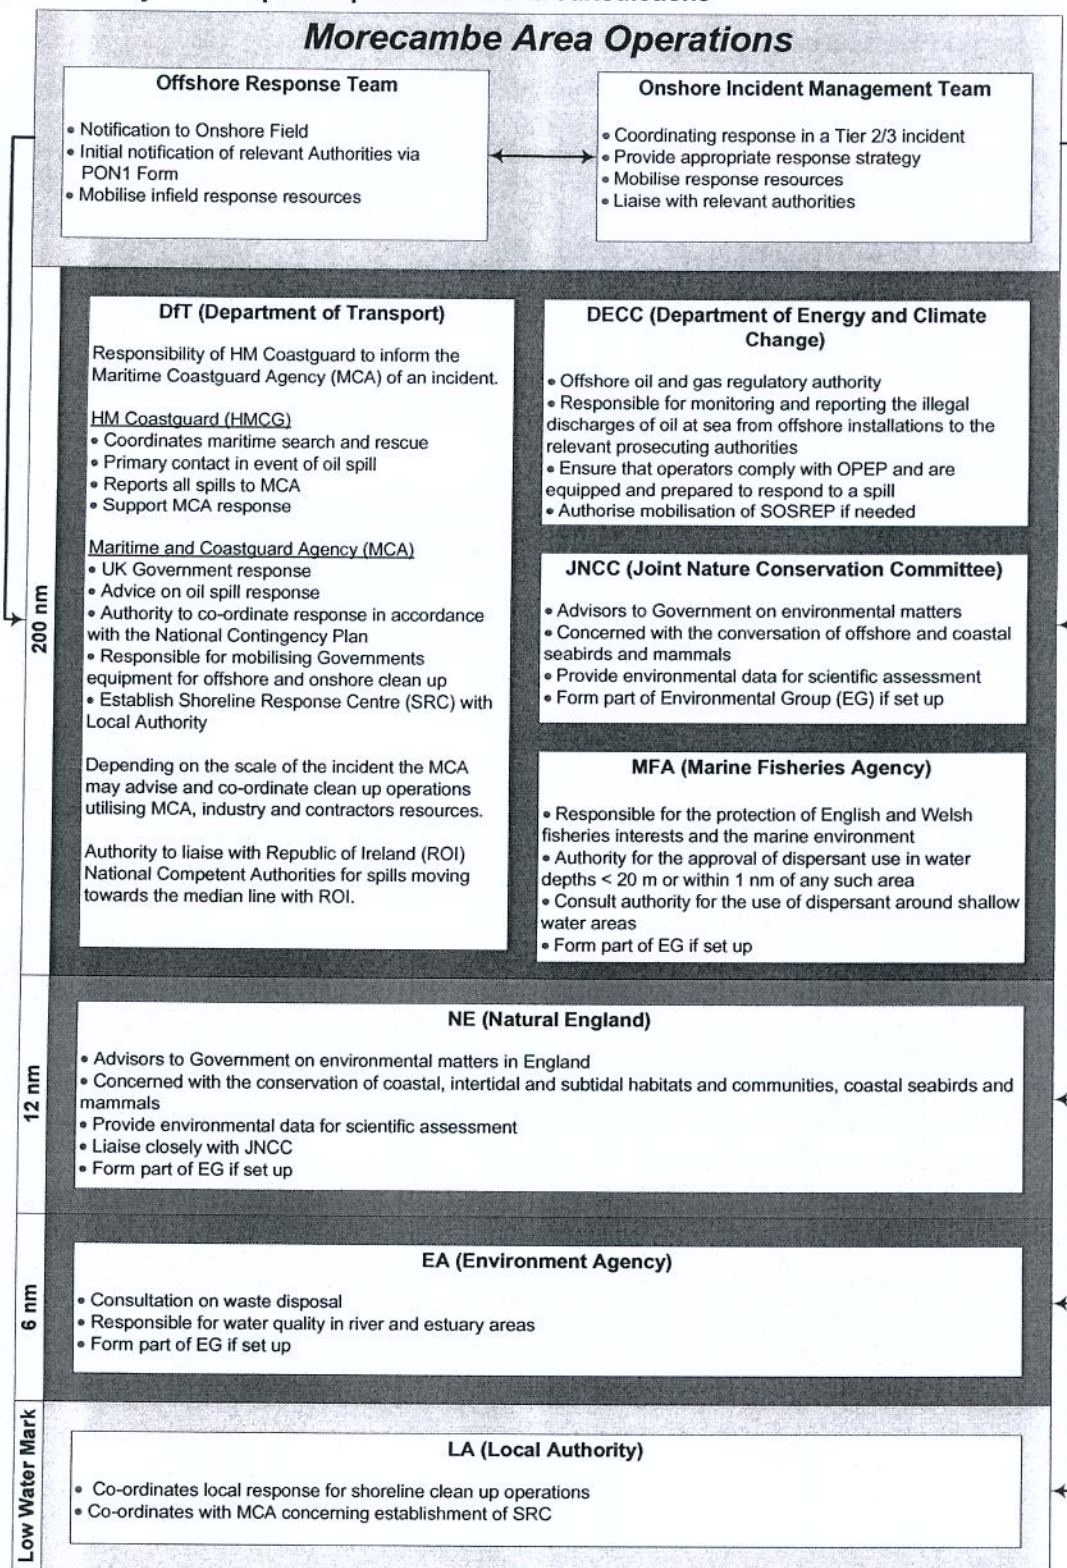 Morecambe Area Operations
Offshore Response Team
• Notification to Onshore Field
• Initial notification of relevant Authorities via
PON1 Form
• Mobilise infield response resources
Onshore Incident Management Team
• Coordinating response in a Tier 2/3 incident
• Provide appropriate response strategy
• Mobilise response resources
• Liaise with relevant authorities
200 nm
DfT (Department of Transport)
Responsibility of HM Coastguard to inform the
Maritime Coastguard Agency (MCA) of an incident.
HM Coastguard (HMCG)
• Coordinates maritime search and rescue
• Primary contact in event of oil spill
• Reports all spills to MCA
• Support MCA response
Maritime and Coastguard Agency (MCA)
• UK Government response
• Advice on oil spill response
• Authority to co-ordinate response in accordance
with the National Contingency Plan
• Responsible for mobilising Governments
equipment for offshore and onshore clean up
• Establish Shoreline Response Centre (SRC) with
Local Authority
Depending on the scale of the incident the MCA
may advise and co-ordinate clean up operations
utilising MCA, industry and contractors resources.
Authority to liaise with Republic of Ireland (ROI)
National Competent Authorities for spills moving
towards the median line with ROI.
DECC (Department of Energy and Climate
Change)
• Offshore oil and gas regulatory authority
• Responsible for monitoring and reporting the illegal
discharges of oil at sea from offshore installations to the
relevant prosecuting authorities
• Ensure that operators comply with OPEP and are
equipped and prepared to respond to a spill
• Authorise mobilisation of SOSREP if needed
JNCC (Joint Nature Conservation Committee)
• Advisors to Government on environmental matters
• Concerned with the conversation of offshore and coastal
seabirds and mammals
• Provide environmental data for scientific assessment
• Form part of Environmental Group (EG) if set up
MFA (Marine Fisheries Agency)
• Responsible for the protection of English and Welsh
fisheries interests and the marine environment
• Authority for the approval of dispersant use in water
depths < 20 m or within 1 nm of any such area
• Consult authority for the use of dispersant around shallow
water areas
• Form part of EG if set up
12 nm
NE (Natural England)
• Advisors to Government on environmental matters in England
• Concerned with the conservation of coastal, intertidal and subtidal habitats and communities, coastal seabirds and
mammals
• Provide environmental data for scientific assessment
• Liaise closely with JNCC
• Form part of EG if set up
6 nm
EA (Environment Agency)
• Consultation on waste disposal
• Responsible for water quality in river and estuary areas
• Form part of EG if set up
Low Water Mark
LA (Local Authority)
• Co-ordinates local response for shoreline clean up operations
• Co-ordinates with MCA concerning establishment of SRC